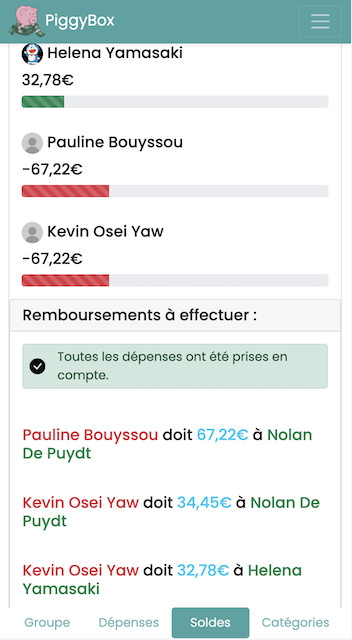 PiggyBox
Helena Yamasaki
32,78€
Pauline Bouyssou
-67,22€
Kevin Osei Yaw
-67,22€
Remboursements à effectuer :
Toutes les dépenses ont été prises en
compte.
Pauline Bouyssou doit 67,22€ à Nolan
De Puydt
Kevin Osei Yaw doit 34,45€ à Nolan De
Puydt
Kevin Osei Yaw doit 32,78€ à Helena
Yamasaki
Groupe Dépenses Soldes Catégories